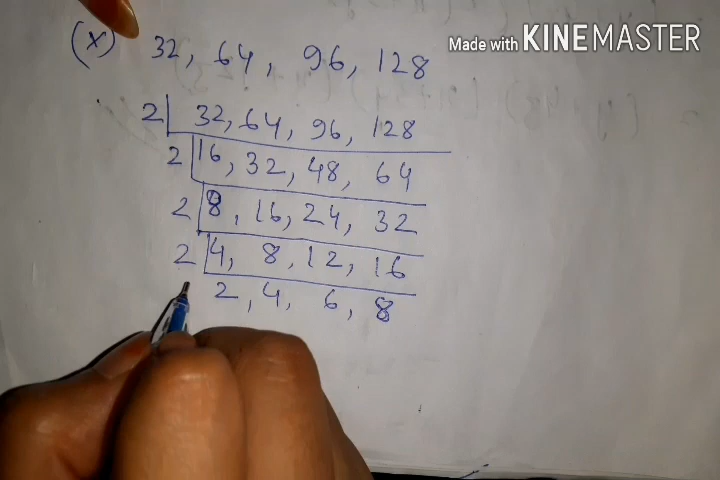 Made with KINEMASTER
(x) 32, 64, 96, 128
2 32, 64, 96, 128
2 16, 32, 48, 64
2 8, 16, 24, 32
2 4, 8, 12, 16
2, 4, 6, 8